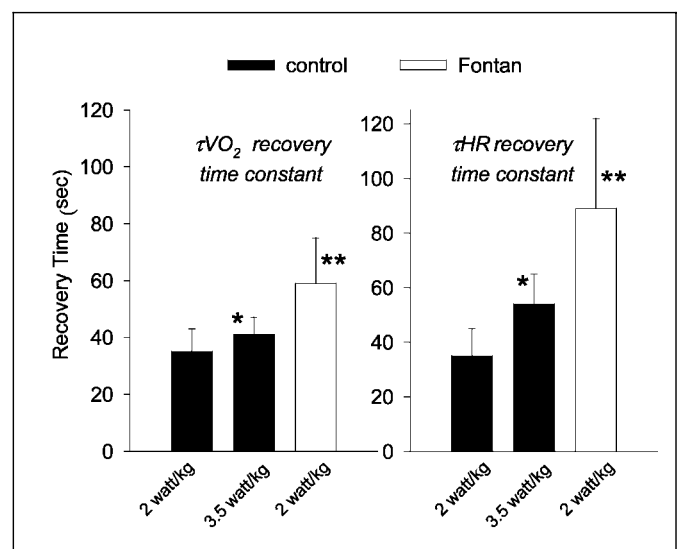 control Fontan
τVO2 recovery
time constant
Recovery Time (sec)
120
100
80
60
40
20
0
*
**
2 watt/kg
3.5 watt/kg
2 watt/kg
τHR recovery
time constant
120
100
80
60
40
20
0
*
**
2 watt/kg
3.5 watt/kg
2 watt/kg